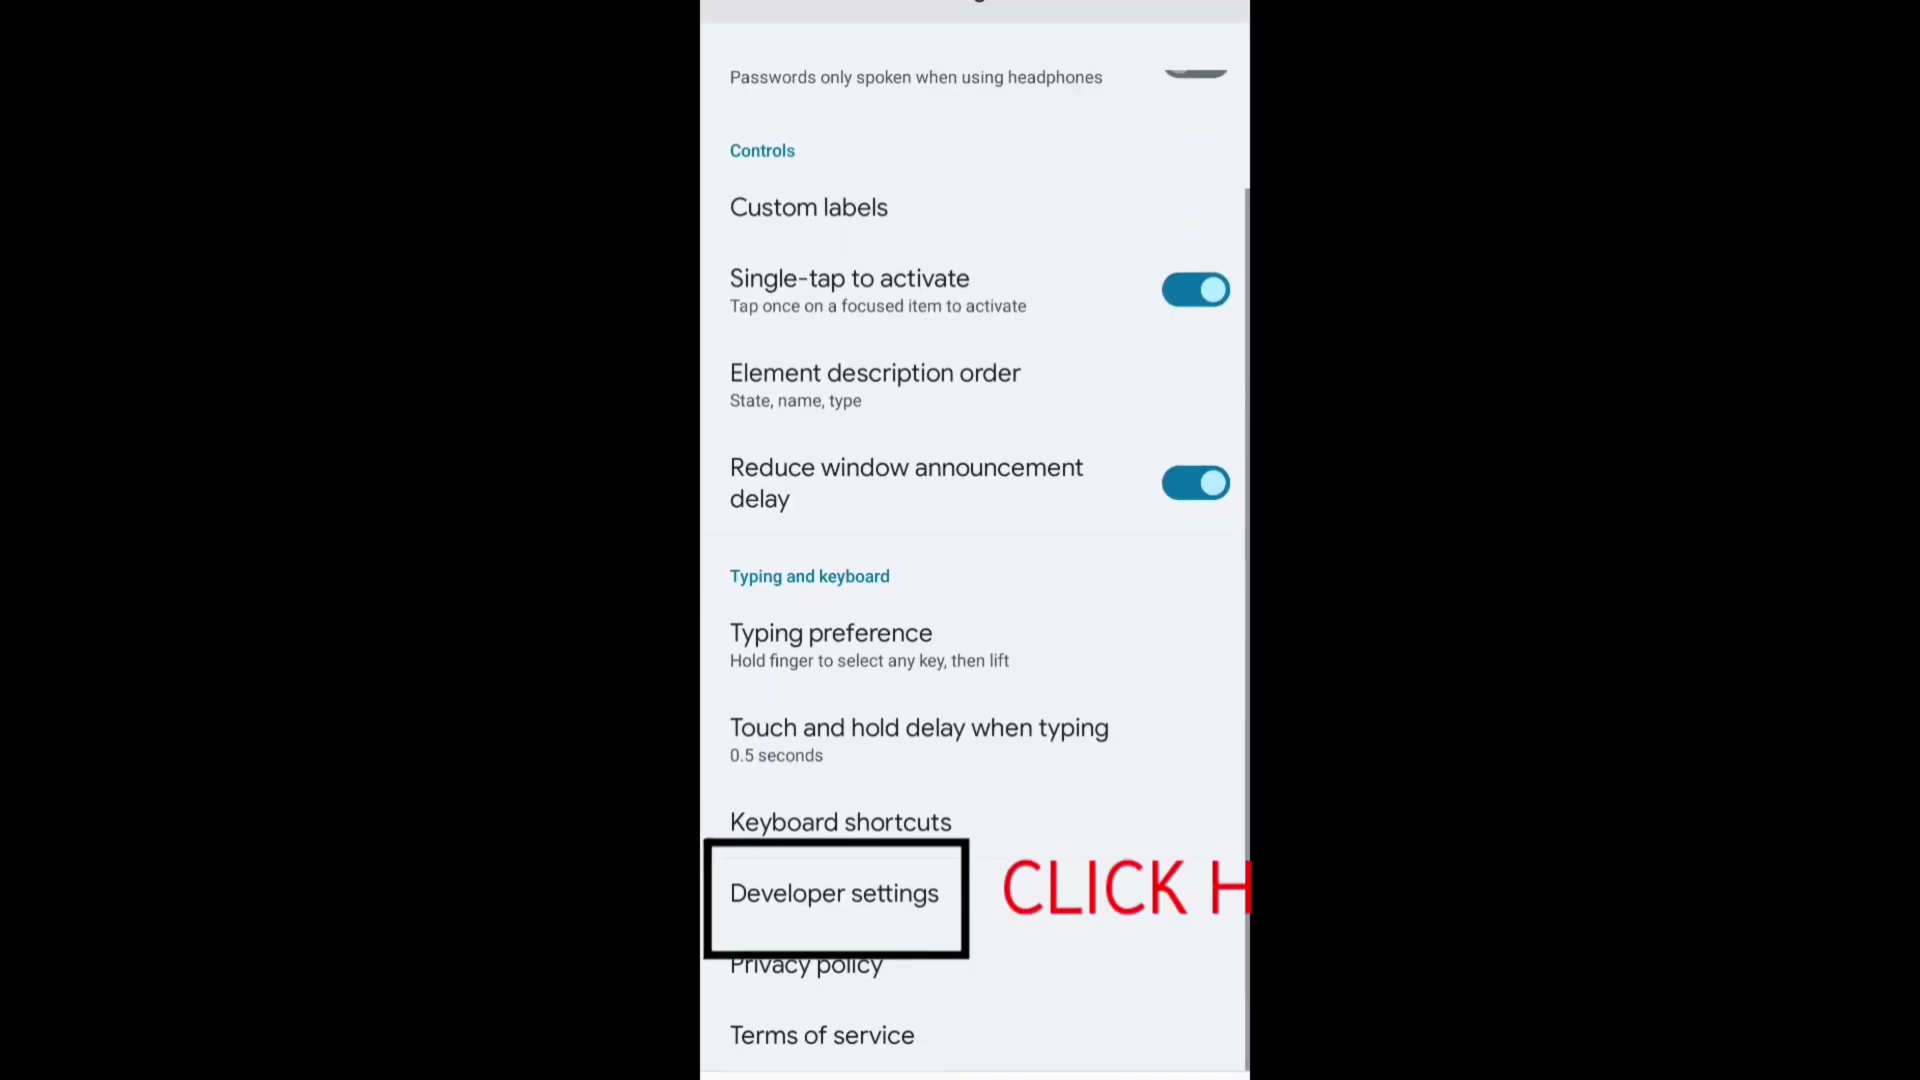 Passwords only spoken when using headphones
Controls
Custom labels
Single-tap to activate
Tap once on a focused item to activate
Element description order
State, name, type
Reduce window announcement
delay
Typing and keyboard
Typing preference
Hold finger to select any key, then lift
Touch and hold delay when typing
0.5 seconds
Keyboard shortcuts
Developer settings
CLICK H
Privacy policy
Terms of service